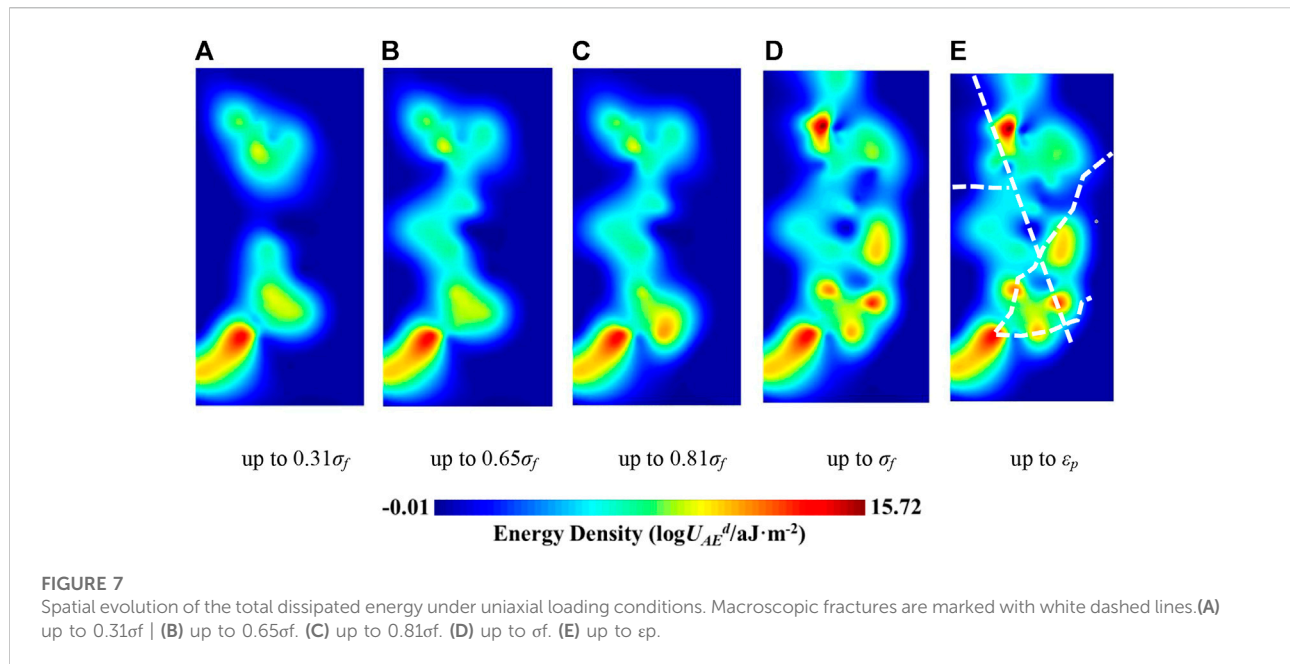 A B C D E
up to 0.31σf up to 0.65σf up to 0.81σf up to σf up to εp
-0.01 15.72
Energy Density (logUAEd/aJ·m-2)
FIGURE 7
Spatial evolution of the total dissipated energy under uniaxial loading conditions. Macroscopic fractures are marked with white dashed lines.(A)
up to 0.31σf | (B) up to 0.65σf. (C) up to 0.81σf. (D) up to σf. (E) up to εp.